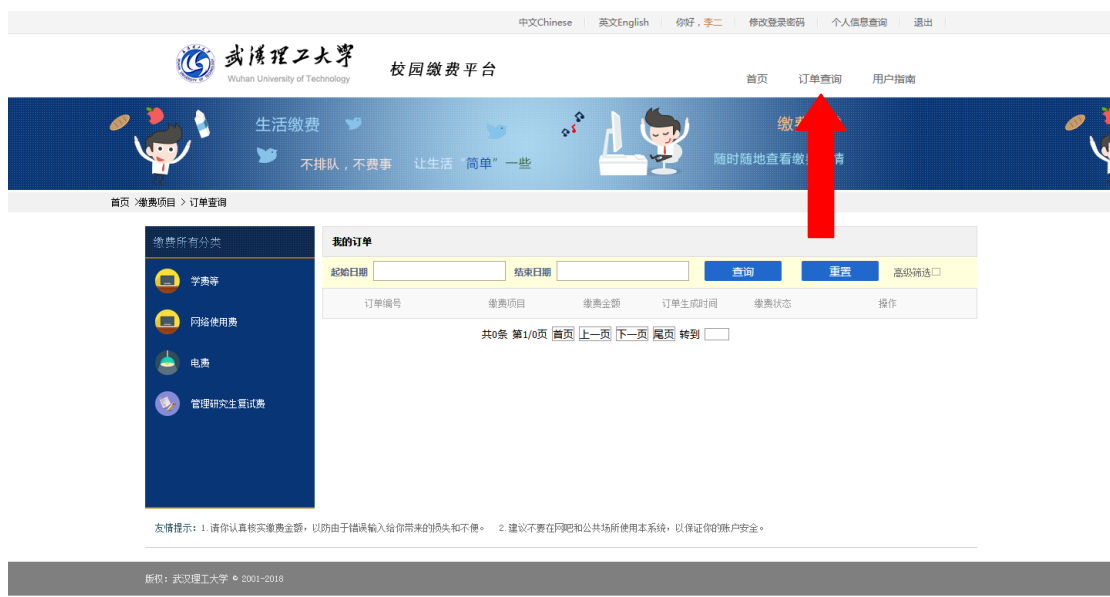 中文Chinese 英文English 你好，李二 修改登录密码 个人信息查询 退出
武汉理工大学
Wuhan University of Technology
校园缴费平台
首页 订单查询 用户指南
生活缴费
不排队，不费事 让生活“简单”一些
缴费
随时随地查看缴 情
首页 >缴费项目 > 订单查询
缴费所有分类
学费等
网络使用费
电费
管理研究生复试费
我的订单
起始日期 结束日期 查询 重置 高级筛选
订单编号 缴费项目 缴费金额 订单生成时间 缴费状态 操作
共0条 第1/0页 首页 上一页 下一页 尾页 转到
友情提示：1.请你认真核实缴费金额，以防由于错误输入给你带来的损失和不便。 2.建议不要在网吧和公共场所使用本系统，以保证你的账户安全。
版权：武汉理工大学 © 2001-2018